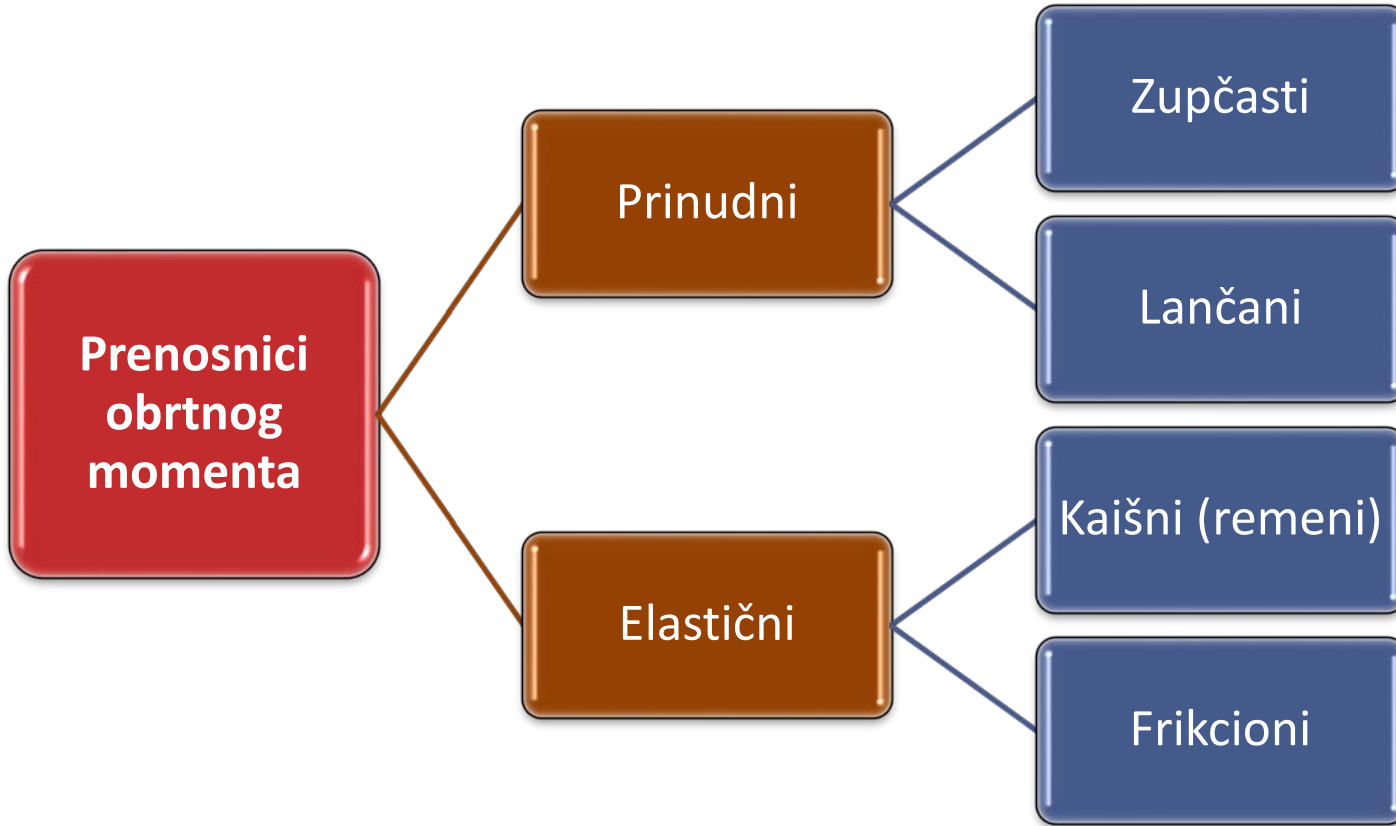 Prenosnici
obrtnog
momenta
Prinudni
Zupčasti
Lančani
Elastični
Kaišni (remeni)
Frikcioni